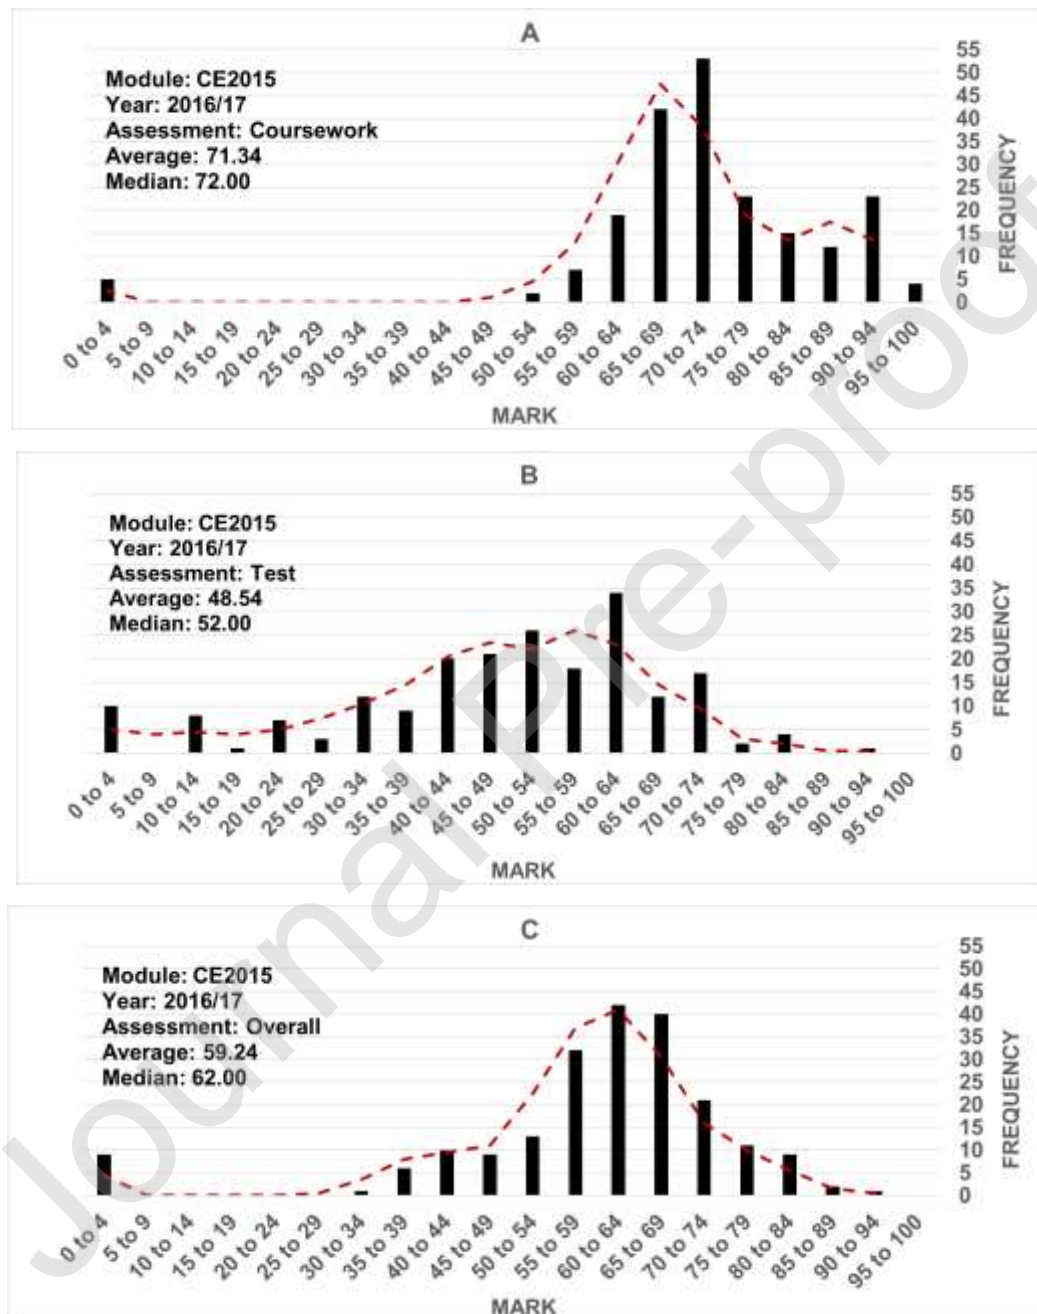 A
Module: CE2015
Year: 2016/17
Assessment: Coursework
Average: 71.34
Median: 72.00
55
50
45
40
35
30
25
20
15
10
5
0
FREQUENCY
0 to 4
5 to 9
10 to 14
15 to 19
20 to 24
25 to 29
30 to 34
35 to 39
40 to 44
45 to 49
50 to 54
55 to 59
60 to 64
65 to 69
70 to 74
75 to 79
80 to 84
85 to 89
90 to 94
95 to 100
MARK
B
Module: CE2015
Year: 2016/17
Assessment: Test
Average: 48.54
Median: 52.00
55
50
45
40
35
30
25
20
15
10
5
0
FREQUENCY
0 to 4
5 to 9
10 to 14
15 to 19
20 to 24
25 to 29
30 to 34
35 to 39
40 to 44
45 to 49
50 to 54
55 to 59
60 to 64
65 to 69
70 to 74
75 to 79
80 to 84
85 to 89
90 to 94
95 to 100
MARK
C
Module: CE2015
Year: 2016/17
Assessment: Overall
Average: 59.24
Median: 62.00
55
50
45
40
35
30
25
20
15
10
5
0
FREQUENCY
0 to 4
5 to 9
10 to 14
15 to 19
20 to 24
25 to 29
30 to 34
35 to 39
40 to 44
45 to 49
50 to 54
55 to 59
60 to 64
65 to 69
70 to 74
75 to 79
80 to 84
85 to 89
90 to 94
95 to 100
MARK
Journal Pre-proof